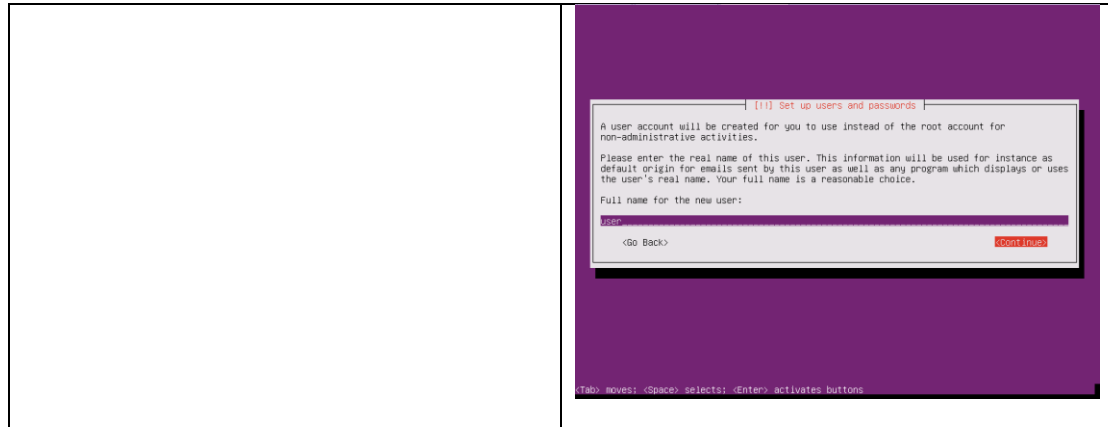 [!!] Set up users and passwords
A user account will be created for you to use instead of the root account for
non-administrative activities.
Please enter the real name of this user. This information will be used for instance as
default origin for emails sent by this user as well as any program which displays or uses
the user's real name. Your full name is a reasonable choice.
Full name for the new user:
user
<Go Back> <Continue>
<Tab> moves; <Space> selects; <Enter> activates buttons